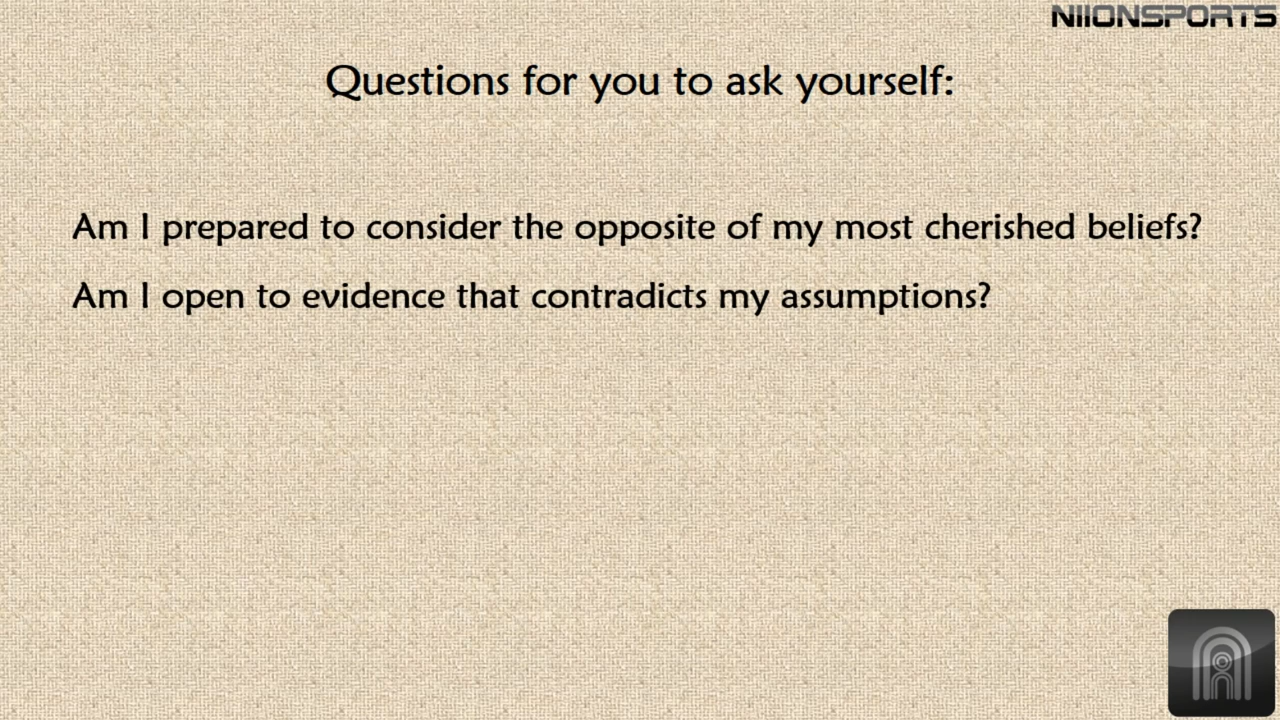 NIIONSPORTS
Questions for you to ask yourself:
Am I prepared to consider the opposite of my most cherished beliefs?
Am I open to evidence that contradicts my assumptions?